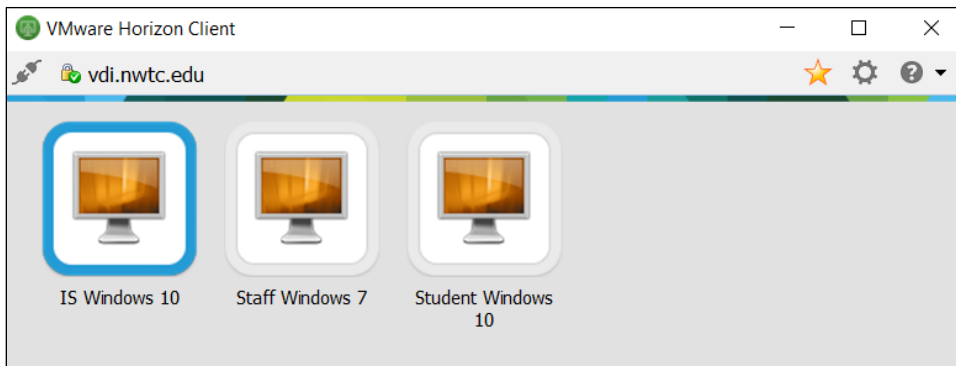 VMware Horizon Client
vdi.nwtc.edu
IS Windows 10
Staff Windows 7
Student Windows
10